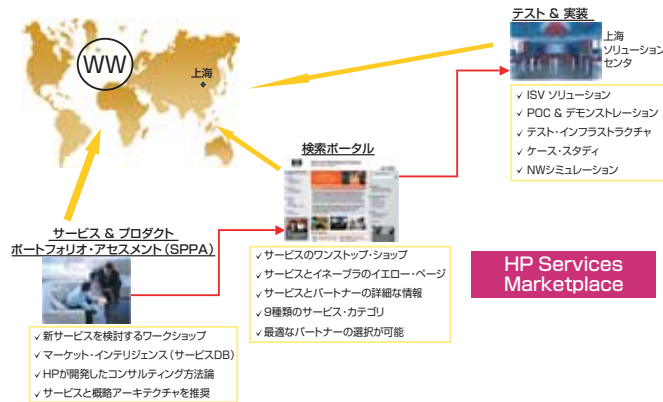 テスト & 実装
WW
上海
上海
ソリューション
センタ
✓ ISV ソリューション
✓ POC & デモンストレーション
✓ テスト・インフラストラクチャ
✓ ケース・スタディ
✓ NWシミュレーション
検索ポータル
サービス & プロダクト
ポートフォリオ・アセスメント(SPPA)
✓ サービスのワンストップ・ショップ
✓ サービスとイネーブラのイエロー・ページ
✓ サービスとパートナーの詳細な情報
✓ 9種類のサービス・カテゴリ
✓ 最適なパートナーの選択が可能
HP Services
Marketplace
✓ 新サービスを検討するワークショップ
✓ マーケット・インテリジェンス(サービスDB)
✓ HPが開発したコンサルティング方法論
✓ サービスと概略アーキテクチャを推奨